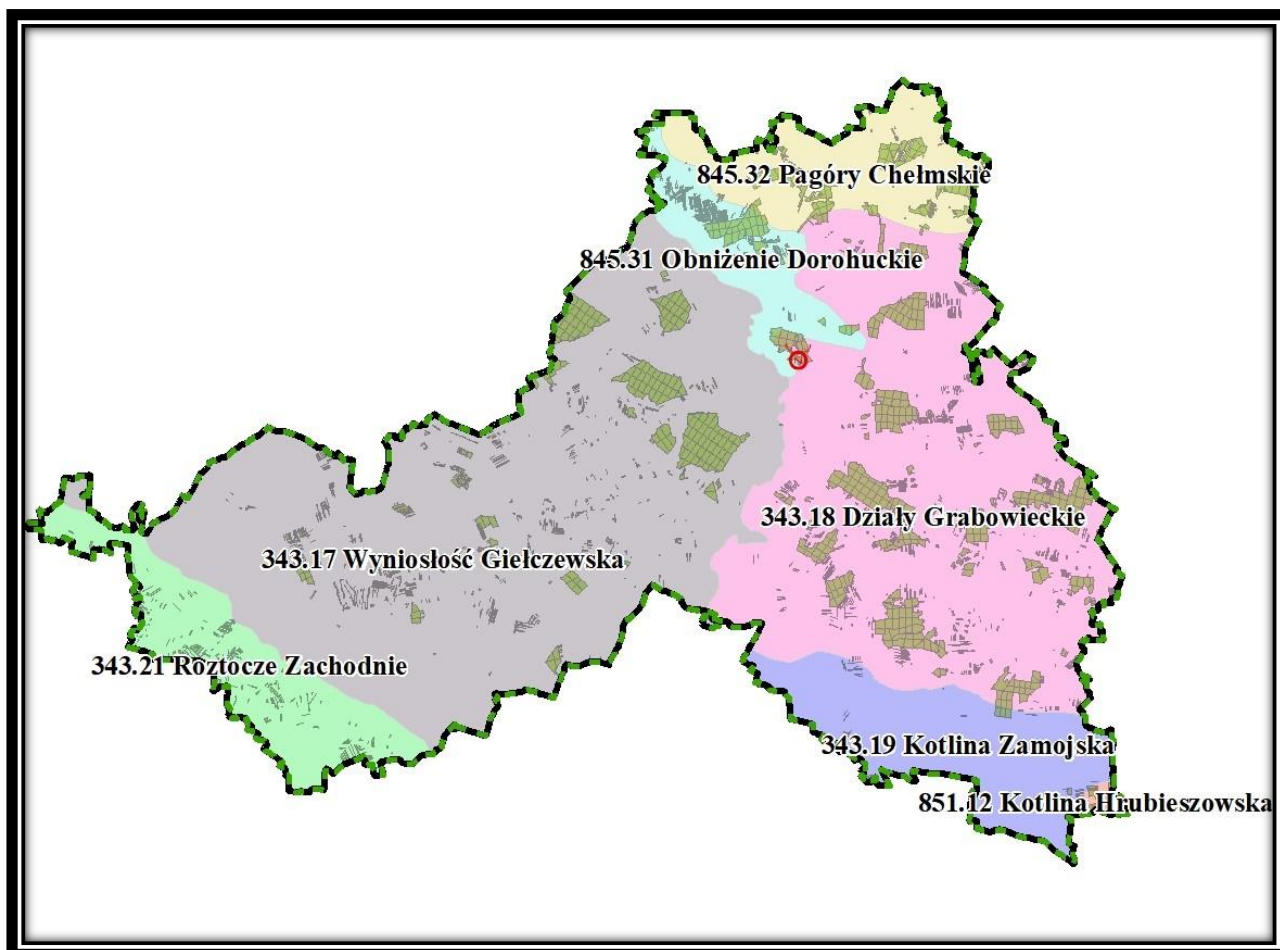 845.32 Pagóry Chełmskie
845.31 Obniżenie Dorohuckie
343.18 Działy Grabowieckie
343.17 Wyniosłość Giełczewska
343.21 Roztocze Zachodnie
343.19 Kotlina Zamojska
851.12 Kotlina Hrubieszowska